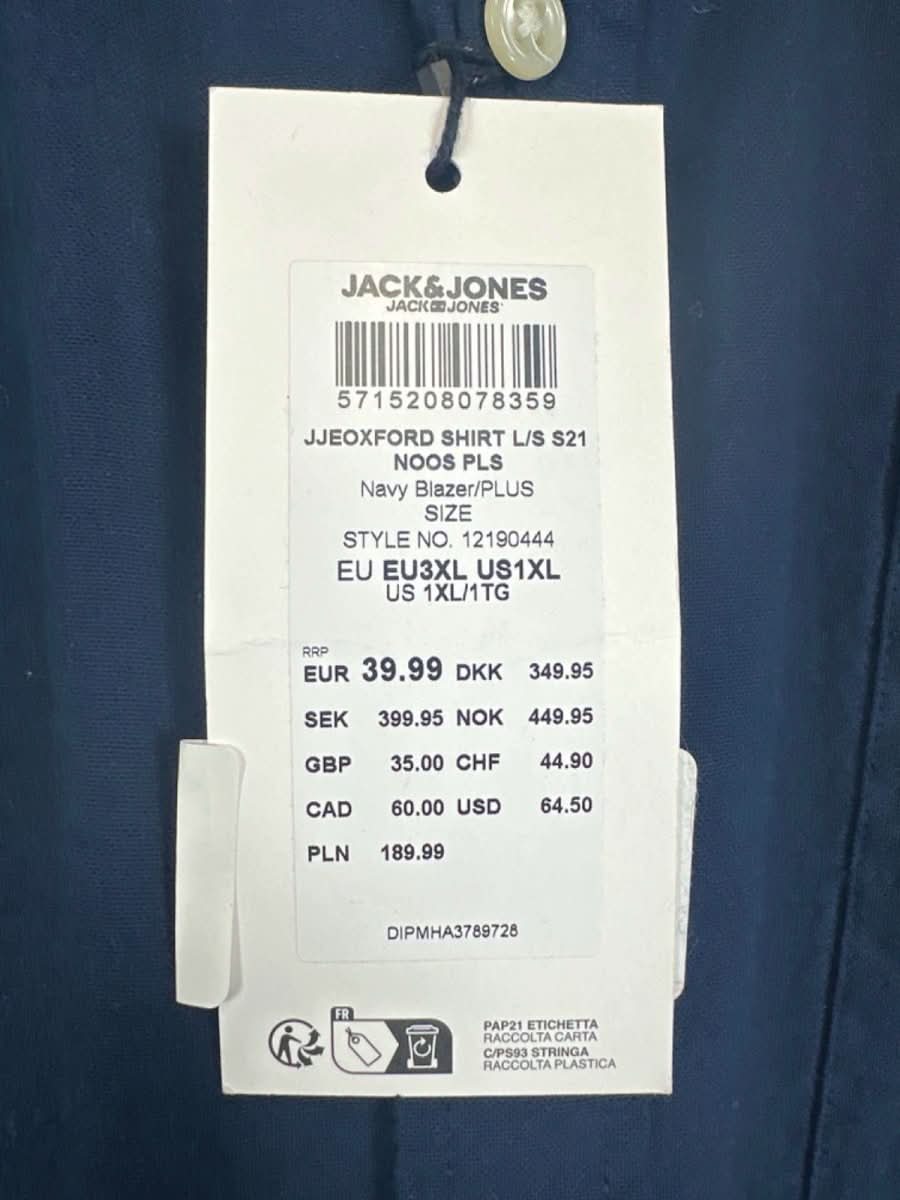 JACK&JONES
JACK&JONES
5715208078359
JJEOXFORD SHIRT L/S S21
NOOS PLS
Navy Blazer/PLUS
SIZE
STYLE NO. 12190444
EU EU3XL US1XL
US 1XL/1TG
RRP
EUR 39.99 DKK 349.95
SEK 399.95 NOK 449.95
GBP 35.00 CHF 44.90
CAD 60.00 USD 64.50
PLN 189.99
DIPMHA3789728
FR
PAP21 ETICHETTA
RACCOLTA CARTA
C/PS93 STRINGA
RACCOLTA PLASTICA